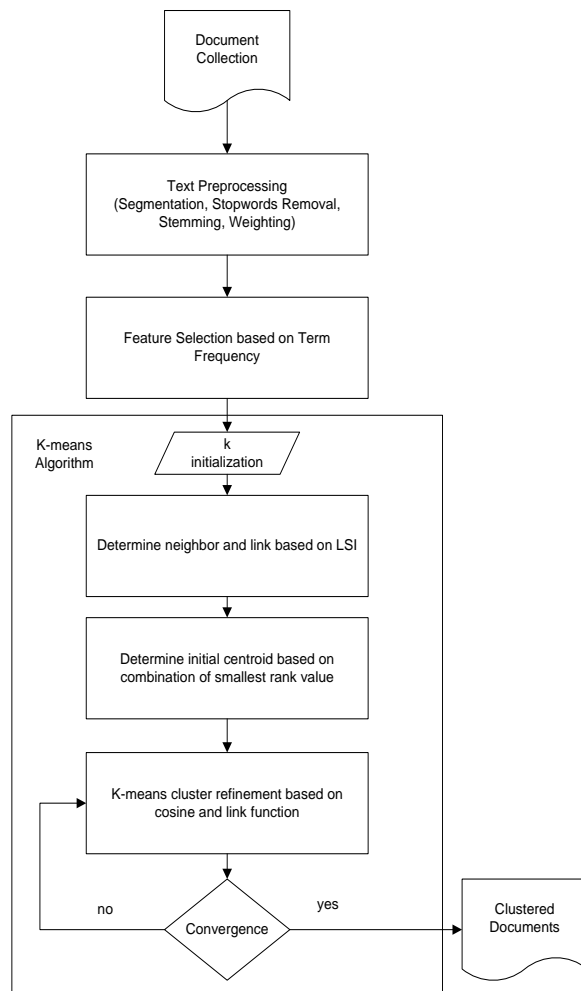 Document
Collection
Text Preprocessing
(Segmentation, Stopwords Removal,
Stemming, Weighting)
Feature Selection based on Term
Frequency
K-means
Algorithm
k
initialization
Determine neighbor and link based on LSI
Determine initial centroid based on
combination of smallest rank value
K-means cluster refinement based on
cosine and link function
no
Convergence
yes
Clustered
Documents